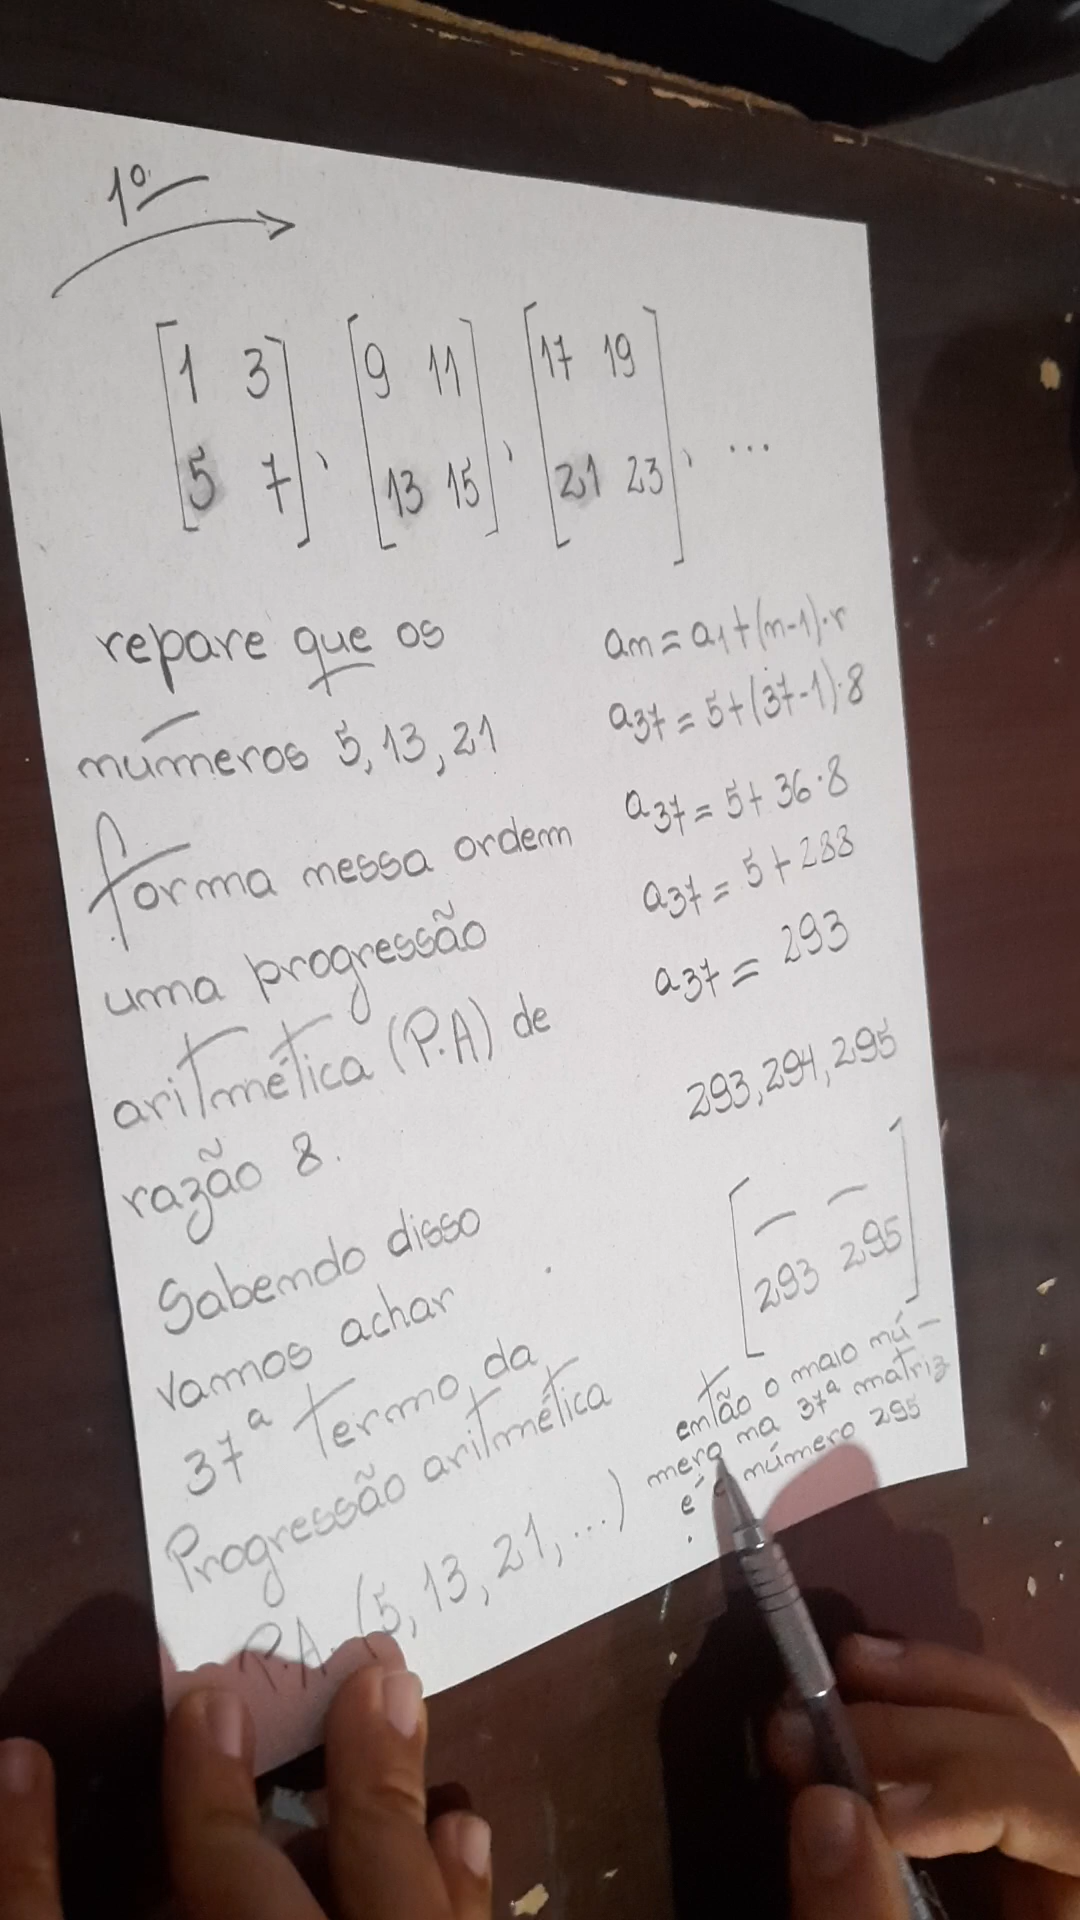 1º
[1 3] [9 11] [17 19]
[5 7], [13 15], [21 23], ...
repare que os
números 5, 13, 21
forma nessa ordem
uma progressão
aritmética (P.A) de
razão 8.
Sabendo disso
vamos achar
37ª termo da
Progressão aritmética
P.A. (5, 13, 21, ...)
an = a1 + (n-1)·r
a37 = 5 + (37-1)·8
a37 = 5 + 36·8
a37 = 5 + 288
a37 = 293
293, 294, 295
[_ _]
[293 295]
então o maio nú-
mero na 37ª matriz
é número 295
.